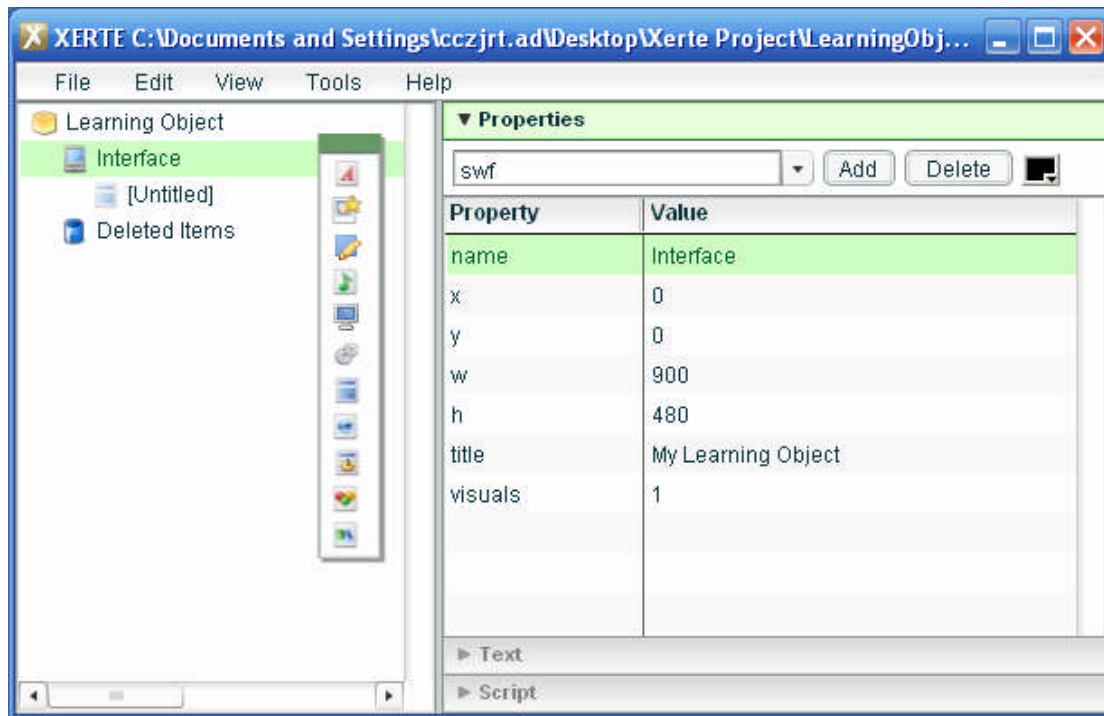 XERTE C:\Documents and Settings\cczjrt.ad\Desktop\Xerte Project\LearningObj...
File Edit View Tools Help
Learning Object
Interface
[Untitled]
Deleted Items
Properties
swf Add Delete
Property Value
name Interface
x 0
y 0
w 900
h 480
title My Learning Object
visuals 1
Text
Script